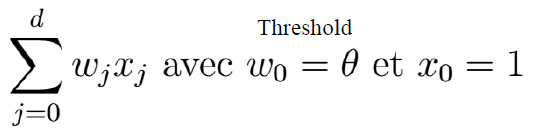 Threshold
d
∑ w_j x_j avec w_0 = θ et x_0 = 1
j=0